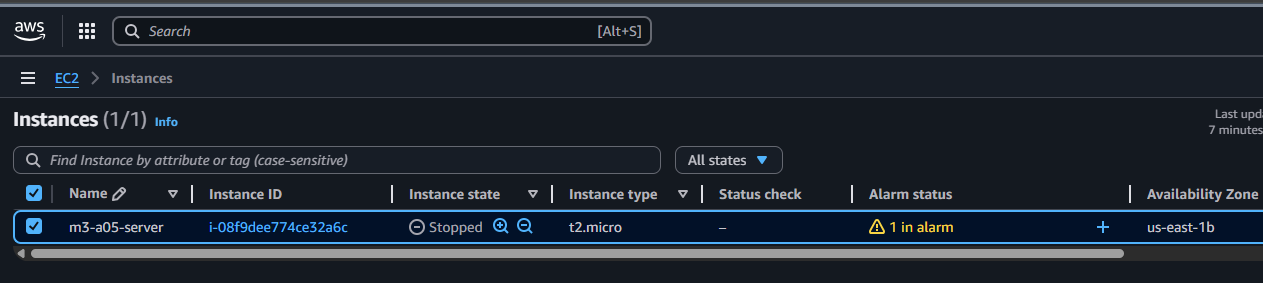 aws
Search [Alt+S]
EC2 Instances
Instances (1/1) Info
Last
7 minutes
Find Instance by attribute or tag (case-sensitive) All states
Name Instance ID Instance state Instance type Status check Alarm status Availability Zone
m3-a05-server i-08f9dee774ce32a6c Stopped t2.micro – 1 in alarm us-east-1b